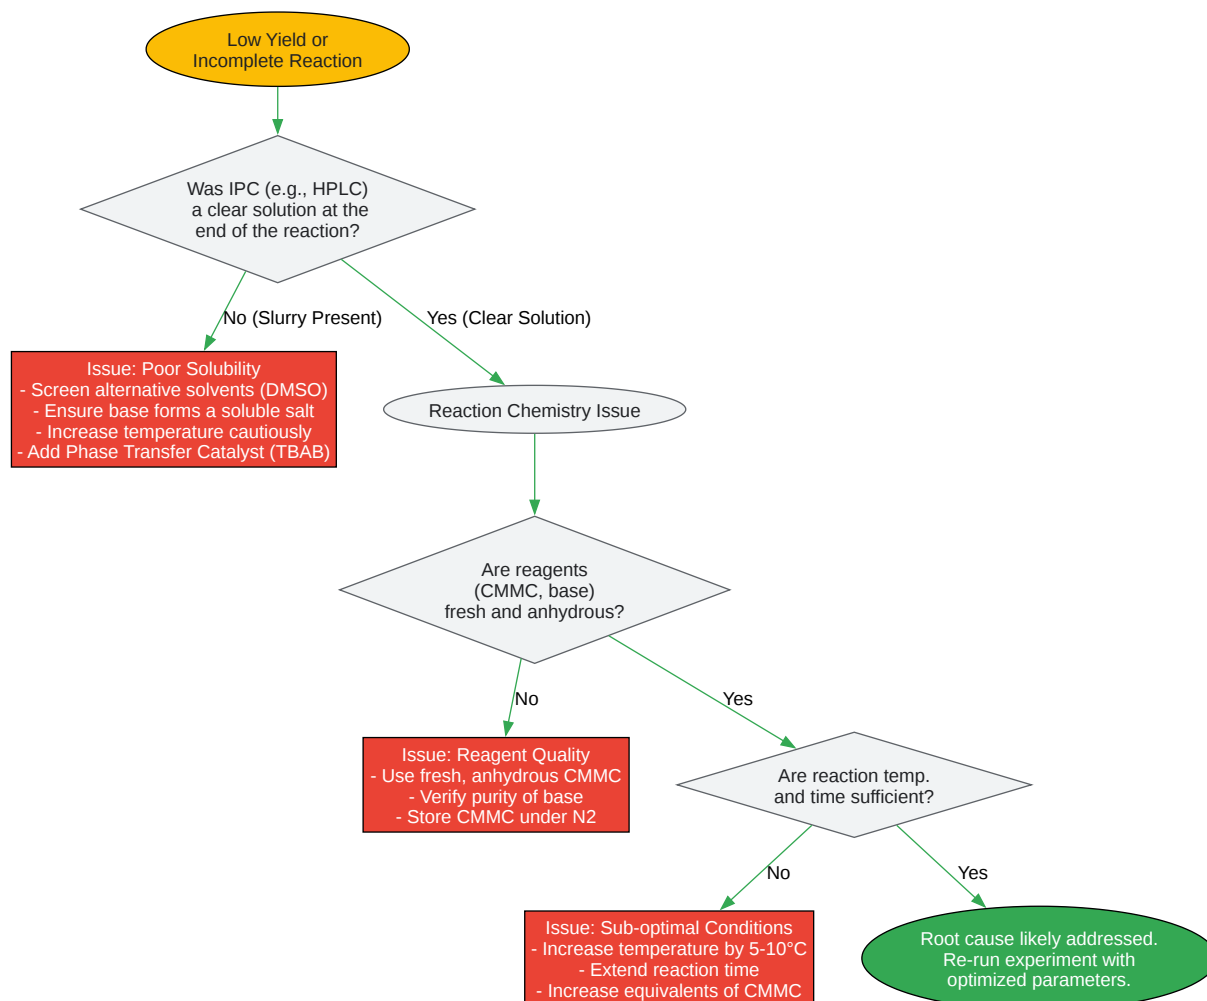 Low Yield or
Incomplete Reaction
Was IPC (e.g., HPLC)
a clear solution at the
end of the reaction?
No (Slurry Present)
Yes (Clear Solution)
Issue: Poor Solubility
- Screen alternative solvents (DMSO)
- Ensure base forms a soluble salt
- Increase temperature cautiously
- Add Phase Transfer Catalyst (TBAB)
Reaction Chemistry Issue
Are reagents
(CMMC, base)
fresh and anhydrous?
No
Yes
Issue: Reagent Quality
- Use fresh, anhydrous CMMC
- Verify purity of base
- Store CMMC under N2
Are reaction temp.
and time sufficient?
No
Yes
Issue: Sub-optimal Conditions
- Increase temperature by 5-10°C
- Extend reaction time
- Increase equivalents of CMMC
Root cause likely addressed.
Re-run experiment with
optimized parameters.